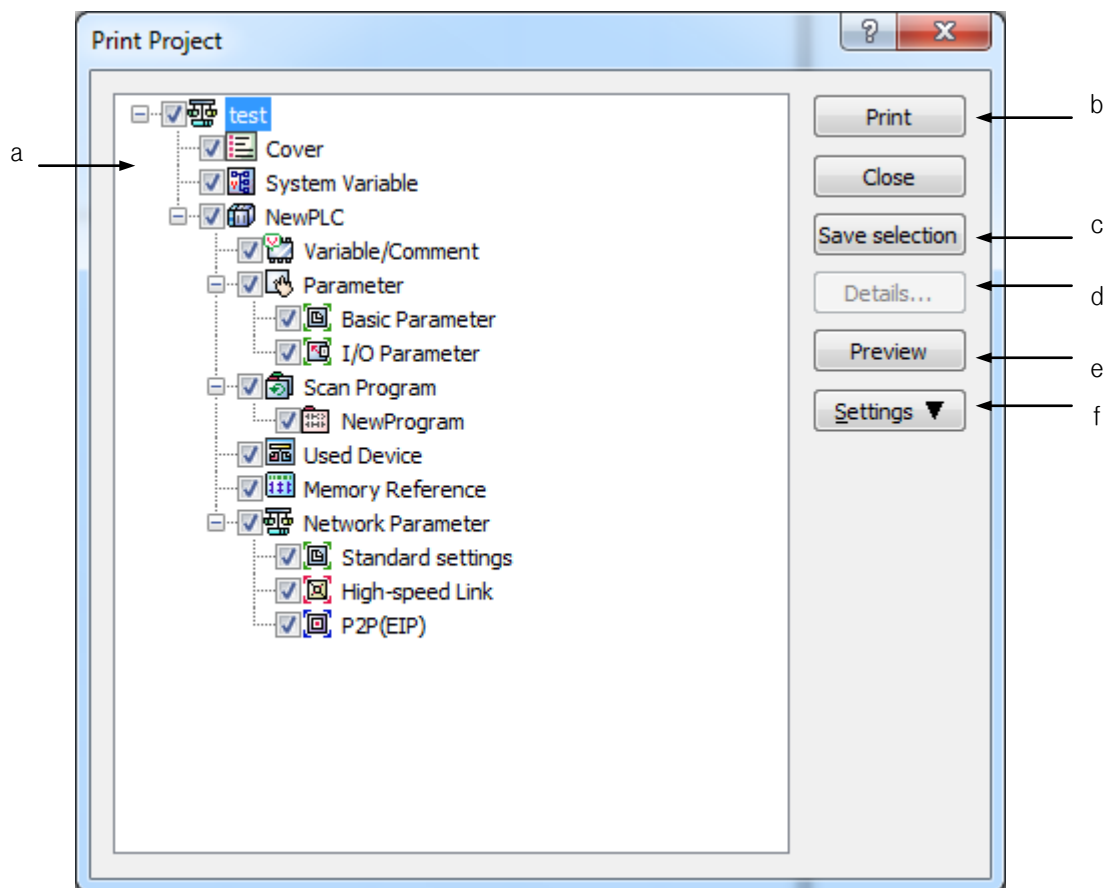 Print Project
?
X
test
Cover
System Variable
NewPLC
Variable/Comment
Parameter
Basic Parameter
I/O Parameter
Scan Program
NewProgram
Used Device
Memory Reference
Network Parameter
Standard settings
High-speed Link
P2P(EIP)
Print
Close
Save selection
Details...
Preview
Settings ▼
a
b
c
d
e
f